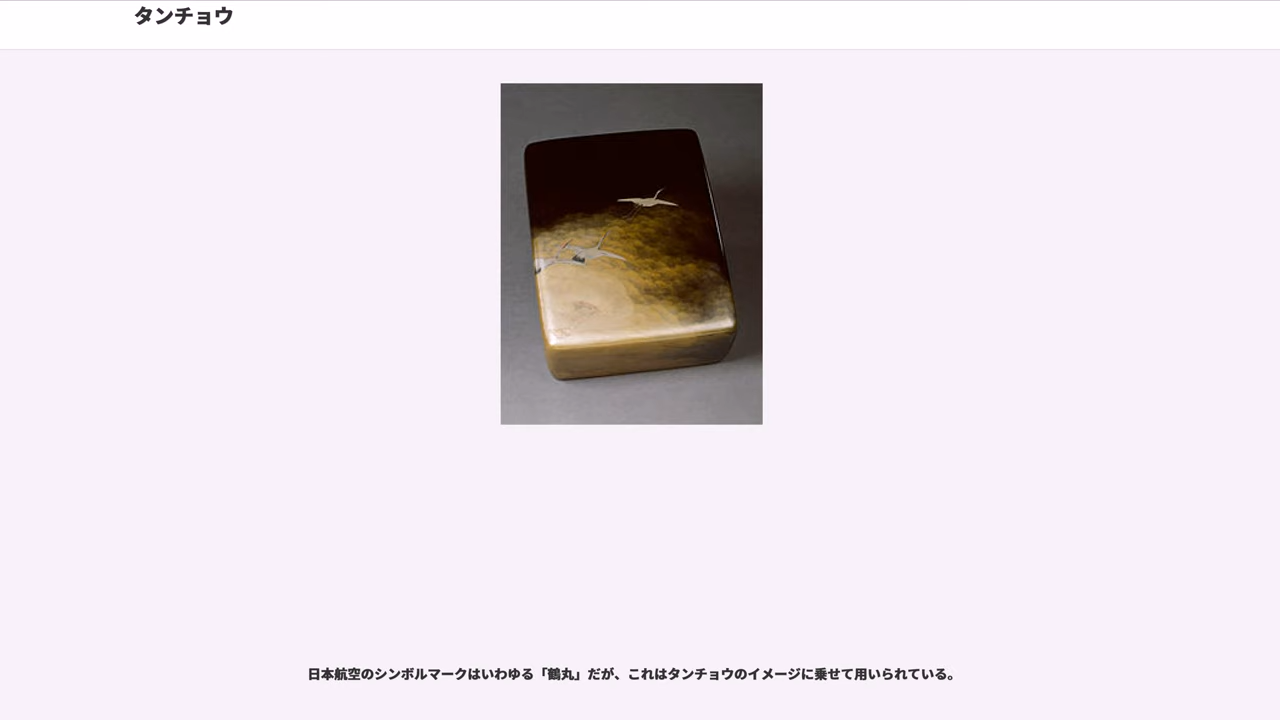 タンチョウ
日本航空のシンボルマークはいわゆる「鶴丸」だが、これはタンチョウのイメージに乗せて用いられている。